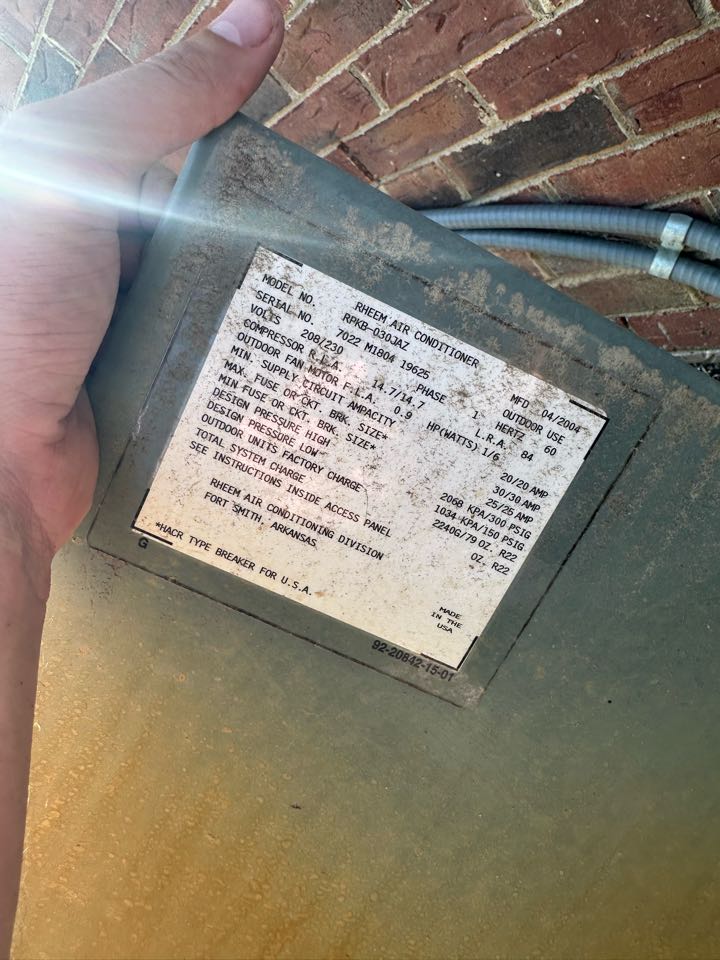 RHEEM AIR CONDITIONER
MODEL NO. RPKB-030JAZ MFD 04/2004
SERIAL NO. 7022 M1804 19625 OUTDOOR USE
VOLTS 208/230 PHASE 1 HERTZ 60
COMPRESSOR R.L.A. 14.7/14.7 L.R.A. 84
OUTDOOR FAN MOTOR F.L.A. 0.9 HP(WATTS) 1/6
MIN. SUPPLY CIRCUIT AMPACITY 20/20 AMP
MAX. FUSE OR CKT. BRK. SIZE* 30/30 AMP
MIN FUSE OR CKT. BRK. SIZE* 25/25 AMP
DESIGN PRESSURE HIGH 2068 KPA/300 PSIG
DESIGN PRESSURE LOW 1034 KPA/150 PSIG
OUTDOOR UNITS FACTORY CHARGE 2240G/79 OZ. R22
TOTAL SYSTEM CHARGE OZ. R22
SEE INSTRUCTIONS INSIDE ACCESS PANEL
RHEEM AIR CONDITIONING DIVISION
FORT SMITH, ARKANSAS
*HACR TYPE BREAKER FOR U.S.A.
MADE
IN THE
USA
G
92-20842-15-01